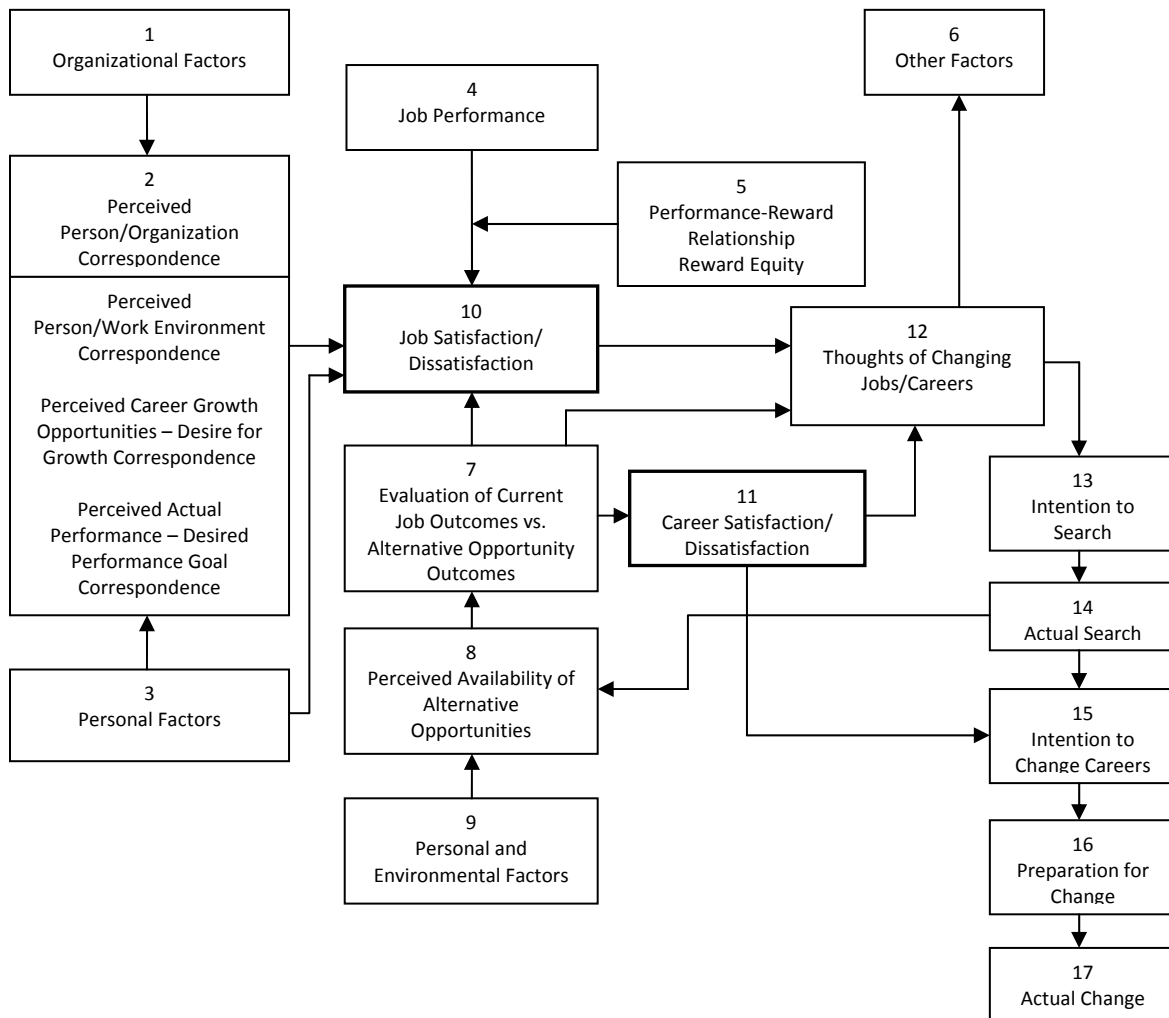 1
Organizational Factors
2
Perceived
Person/Organization
Correspondence
Perceived
Person/Work Environment
Correspondence
Perceived Career Growth
Opportunities – Desire for
Growth Correspondence
Perceived Actual
Performance – Desired
Performance Goal
Correspondence
3
Personal Factors
4
Job Performance
5
Performance-Reward
Relationship
Reward Equity
6
Other Factors
7
Evaluation of Current
Job Outcomes vs.
Alternative Opportunity
Outcomes
8
Perceived Availability of
Alternative
Opportunities
9
Personal and
Environmental Factors
10
Job Satisfaction/
Dissatisfaction
11
Career Satisfaction/
Dissatisfaction
12
Thoughts of Changing
Jobs/Careers
13
Intention to
Search
14
Actual Search
15
Intention to
Change Careers
16
Preparation for
Change
17
Actual Change